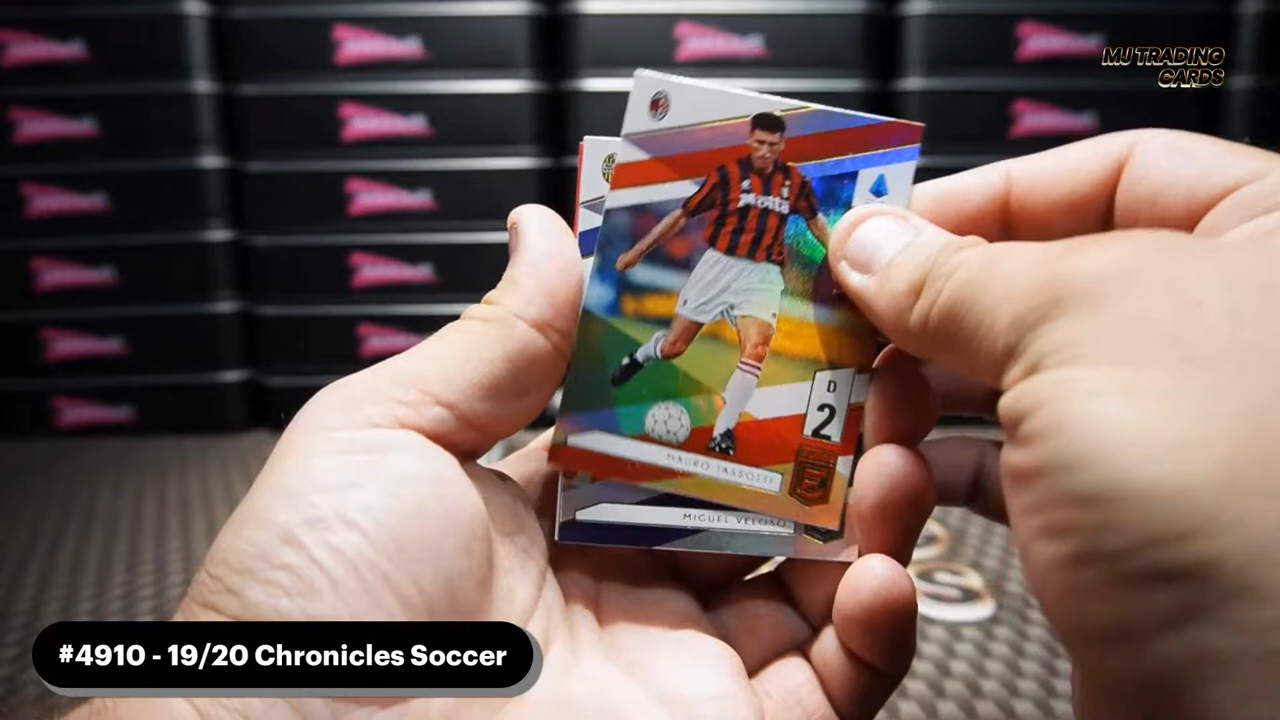 MJ TRADING
CARDS
Motta
D
2
MAURO TASSOTTI
MIGUEL VELOSO
#4910 - 19/20 Chronicles Soccer